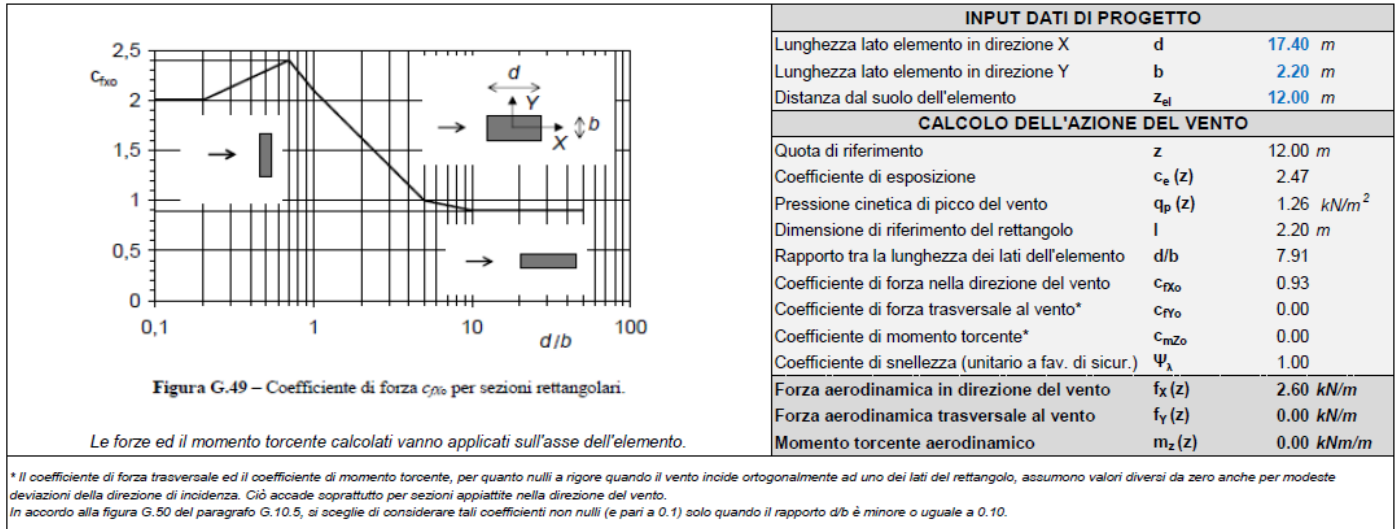 2,5
cfxo
2
1,5
1
0,5
0
0,1
1
10
100
d/b
d
Y
X
b
Figura G.49 – Coefficiente di forza cfXo per sezioni rettangolari.
Le forze ed il momento torcente calcolati vanno applicati sull'asse dell'elemento.
INPUT DATI DI PROGETTO
Lunghezza lato elemento in direzione X d 17.40 m
Lunghezza lato elemento in direzione Y b 2.20 m
Distanza dal suolo dell'elemento zel 12.00 m
CALCOLO DELL'AZIONE DEL VENTO
Quota di riferimento z 12.00 m
Coefficiente di esposizione ce (z) 2.47
Pressione cinetica di picco del vento qp (z) 1.26 kN/m²
Dimensione di riferimento del rettangolo l 2.20 m
Rapporto tra la lunghezza dei lati dell'elemento d/b 7.91
Coefficiente di forza nella direzione del vento cfXo 0.93
Coefficiente di forza trasversale al vento* cfYo 0.00
Coefficiente di momento torcente* cmZo 0.00
Coefficiente di snellezza (unitario a fav. di sicur.) Ψλ 1.00
Forza aerodinamica in direzione del vento fX (z) 2.60 kN/m
Forza aerodinamica trasversale al vento fY (z) 0.00 kN/m
Momento torcente aerodinamico mz (z) 0.00 kNm/m
* Il coefficiente di forza trasversale ed il coefficiente di momento torcente, per quanto nulli a rigore quando il vento incide ortogonalmente ad uno dei lati del rettangolo, assumono valori diversi da zero anche per modeste
deviazioni della direzione di incidenza. Ciò accade soprattutto per sezioni appiattite nella direzione del vento.
In accordo alla figura G.50 del paragrafo G.10.5, si sceglie di considerare tali coefficienti non nulli (e pari a 0.1) solo quando il rapporto d/b è minore o uguale a 0.10.